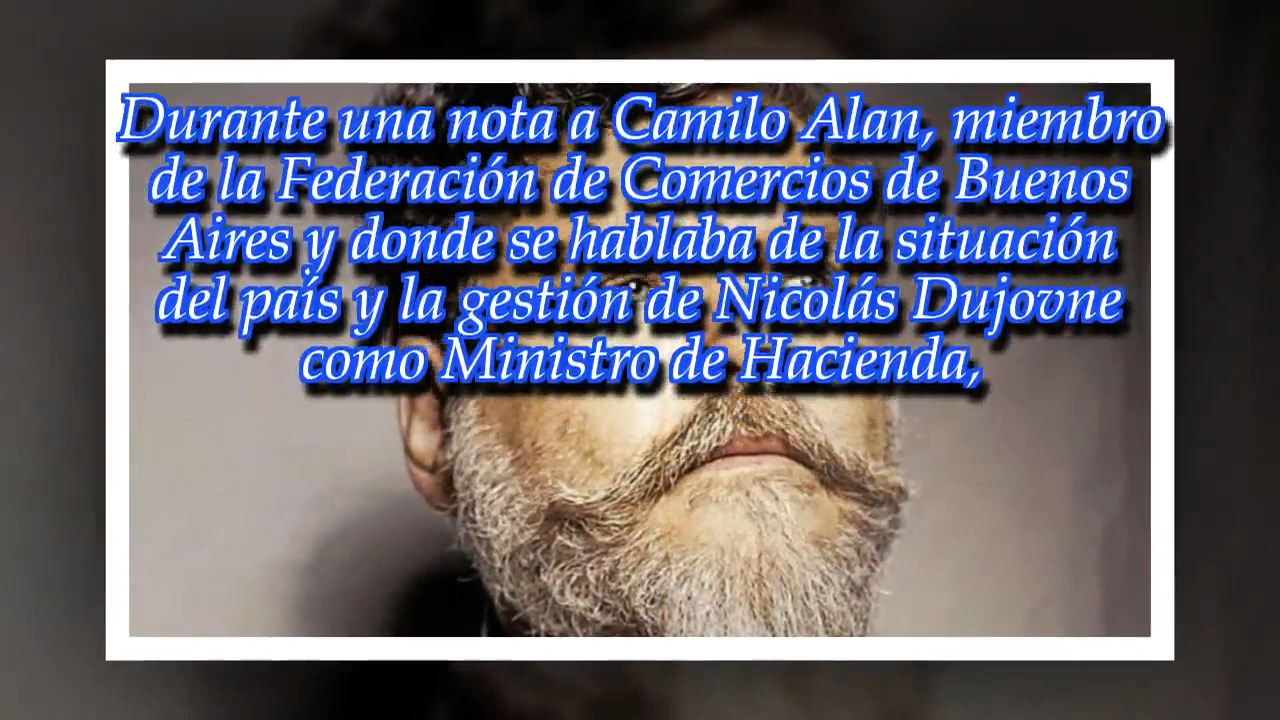 Durante una nota a Camilo Alan, miembro
de la Federación de Comercios de Buenos
Aires y donde se hablaba de la situación
del país y la gestión de Nicolás Dujovne
como Ministro de Hacienda,